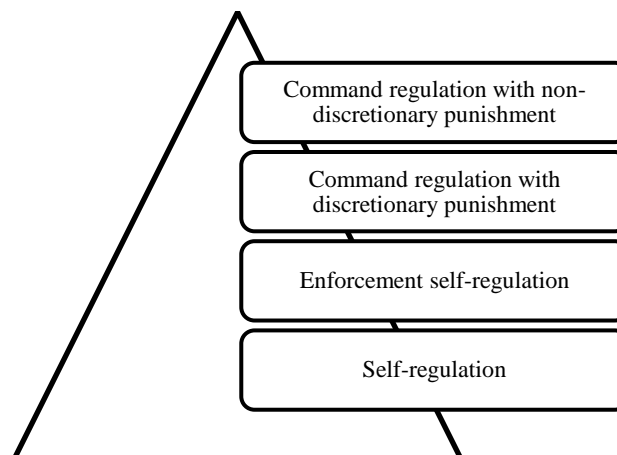 Command regulation with non-
discretionary punishment
Command regulation with
discretionary punishment
Enforcement self-regulation
Self-regulation